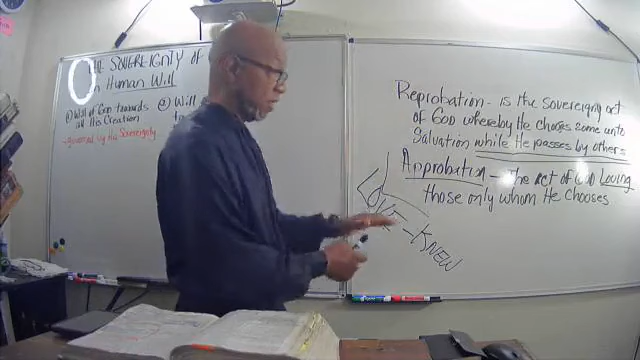 THE SOVEREIGNTY of
Human Will
① Will of God towards
all His Creation
② Will
- governed by His Sovereignty
Reprobation - is the sovereign act
of GOD whereby He chooses some unto
Salvation while He passes by others
Approbation - The act of GOD Loving
those only whom He Chooses
LOVE - KNEW
EXPO